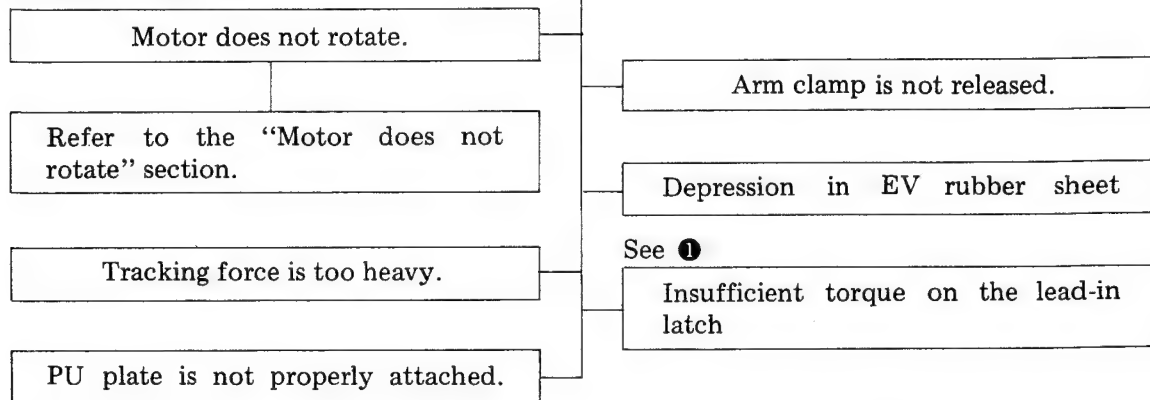 Motor does not rotate.
Refer to the “Motor does not
rotate” section.
Tracking force is too heavy.
PU plate is not properly attached.
Arm clamp is not released.
Depression in EV rubber sheet
See ❶
Insufficient torque on the lead-in
latch